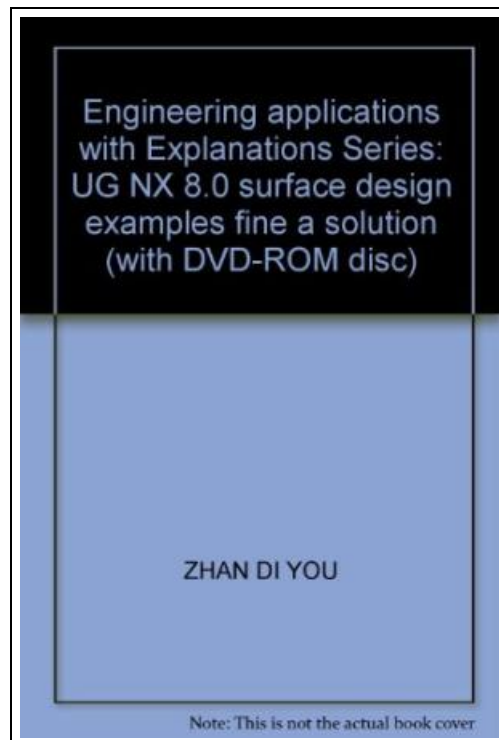 Engineering applications
with Explanations Series:
UG NX 8.0 surface design
examples fine a solution
(with DVD-ROM disc)
ZHAN DI YOU
Note: This is not the actual book cover